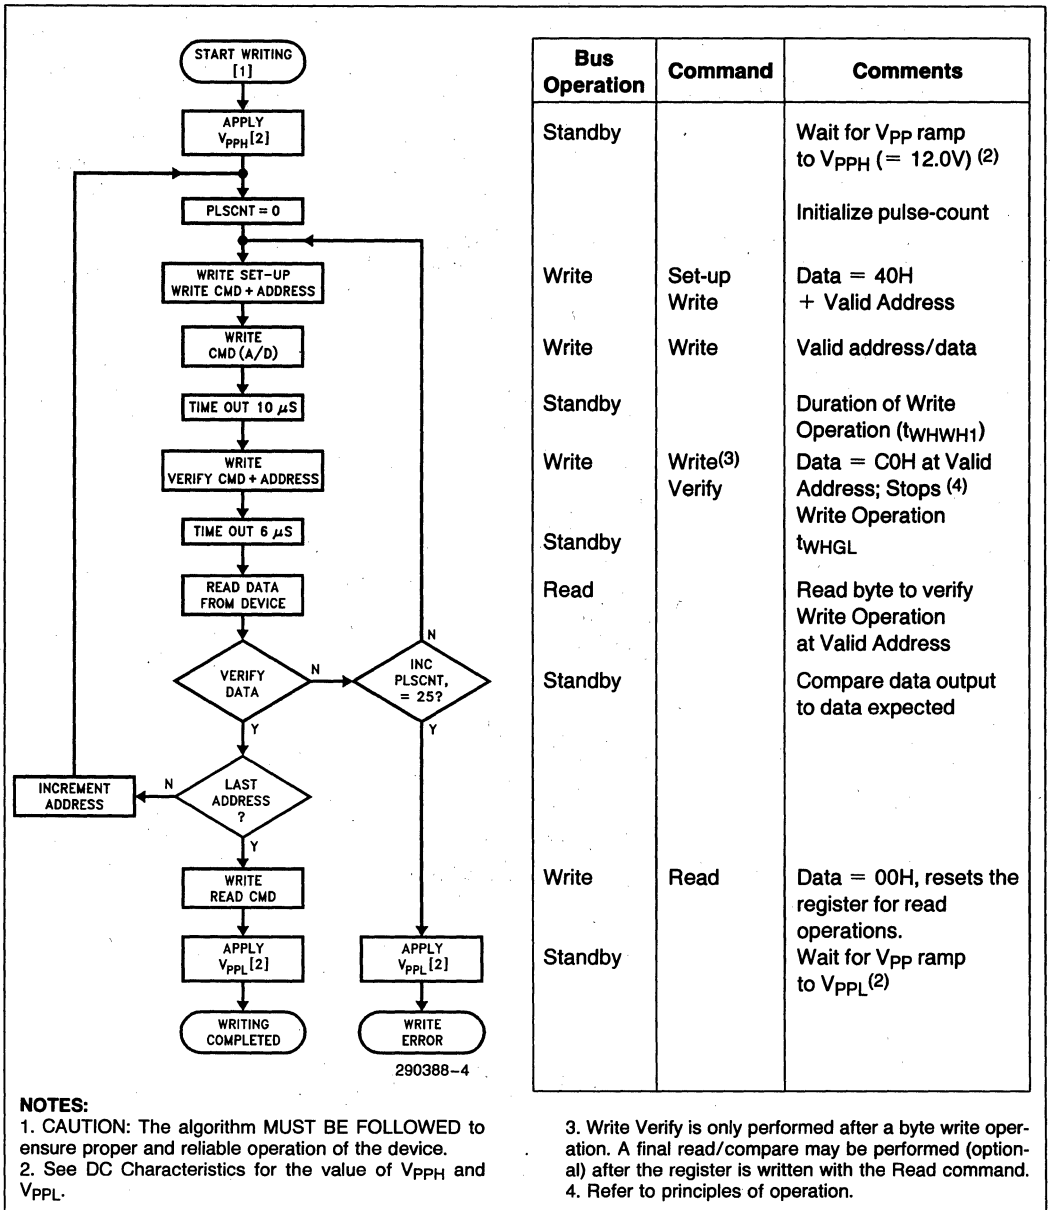 START WRITING
[1]
APPLY
VPPH[2]
PLSCNT = 0
WRITE SET-UP
WRITE CMD + ADDRESS
WRITE
CMD (A/D)
TIME OUT 10 μS
WRITE
VERIFY CMD + ADDRESS
TIME OUT 6 μS
READ DATA
FROM DEVICE
VERIFY
DATA
N
Y
INC
PLSCNT,
= 25?
N
Y
LAST
ADDRESS
?
N
Y
INCREMENT
ADDRESS
WRITE
READ CMD
APPLY
VPPL[2]
WRITING
COMPLETED
APPLY
VPPL[2]
WRITE
ERROR
290388-4
Bus Operation Command Comments
Standby Wait for VPP ramp
to VPPH (= 12.0V) (2)
Initialize pulse-count
Write Set-up Data = 40H
Write + Valid Address
Write Write Valid address/data
Standby Duration of Write
Operation (tWHWH1)
Write Write(3) Data = C0H at Valid
Verify Address; Stops (4)
Write Operation
Standby tWHGL
Read Read byte to verify
Write Operation
at Valid Address
Standby Compare data output
to data expected
Write Read Data = 00H, resets the
register for read
operations.
Standby Wait for VPP ramp
to VPPL(2)
NOTES:
1. CAUTION: The algorithm MUST BE FOLLOWED to
ensure proper and reliable operation of the device.
2. See DC Characteristics for the value of VPPH and
VPPL.
3. Write Verify is only performed after a byte write oper-
ation. A final read/compare may be performed (option-
al) after the register is written with the Read command.
4. Refer to principles of operation.